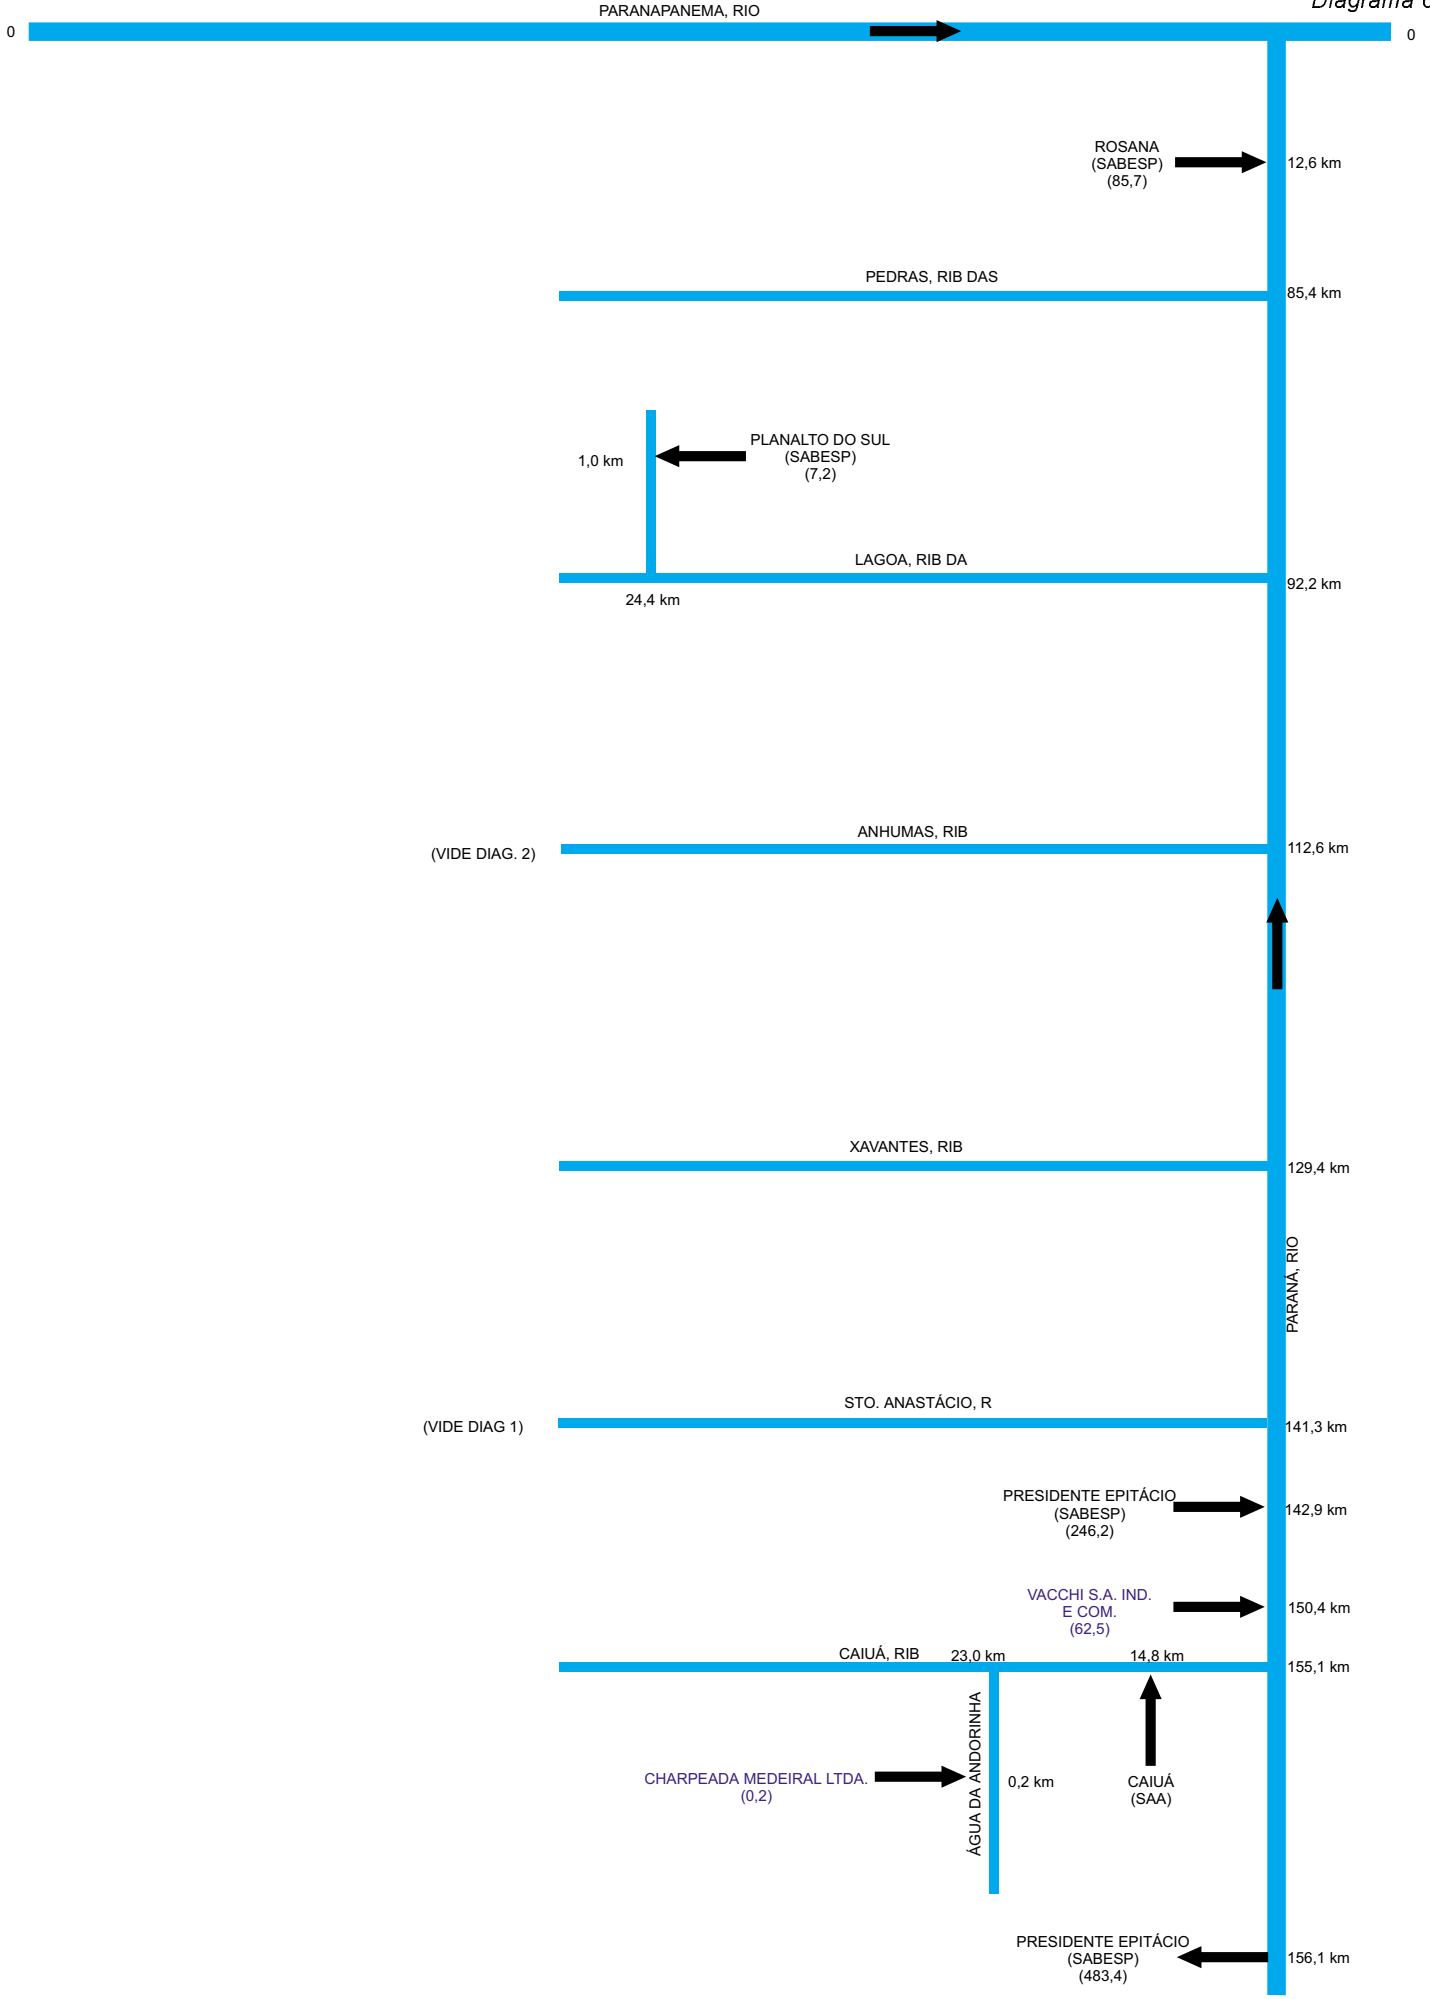 Diagrama
PARANAPANEMA, RIO
0
0
ROSANA
(SABESP)
(85,7)
12,6 km
PEDRAS, RIB DAS
85,4 km
PLANALTO DO SUL
(SABESP)
(7,2)
1,0 km
LAGOA, RIB DA
92,2 km
24,4 km
ANHUMAS, RIB
(VIDE DIAG. 2)
112,6 km
XAVANTES, RIB
129,4 km
PARANÁ, RIO
STO. ANASTÁCIO, R
(VIDE DIAG 1)
141,3 km
PRESIDENTE EPITÁCIO
(SABESP)
(246,2)
142,9 km
VACCHI S.A. IND.
E COM.
(62,5)
150,4 km
CAIUÁ, RIB
23,0 km
14,8 km
155,1 km
ÁGUA DA ANDORINHA
CHARPEADA MEDEIRAL LTDA.
(0,2)
0,2 km
CAIUÁ
(SAA)
PRESIDENTE EPITÁCIO
(SABESP)
(483,4)
156,1 km